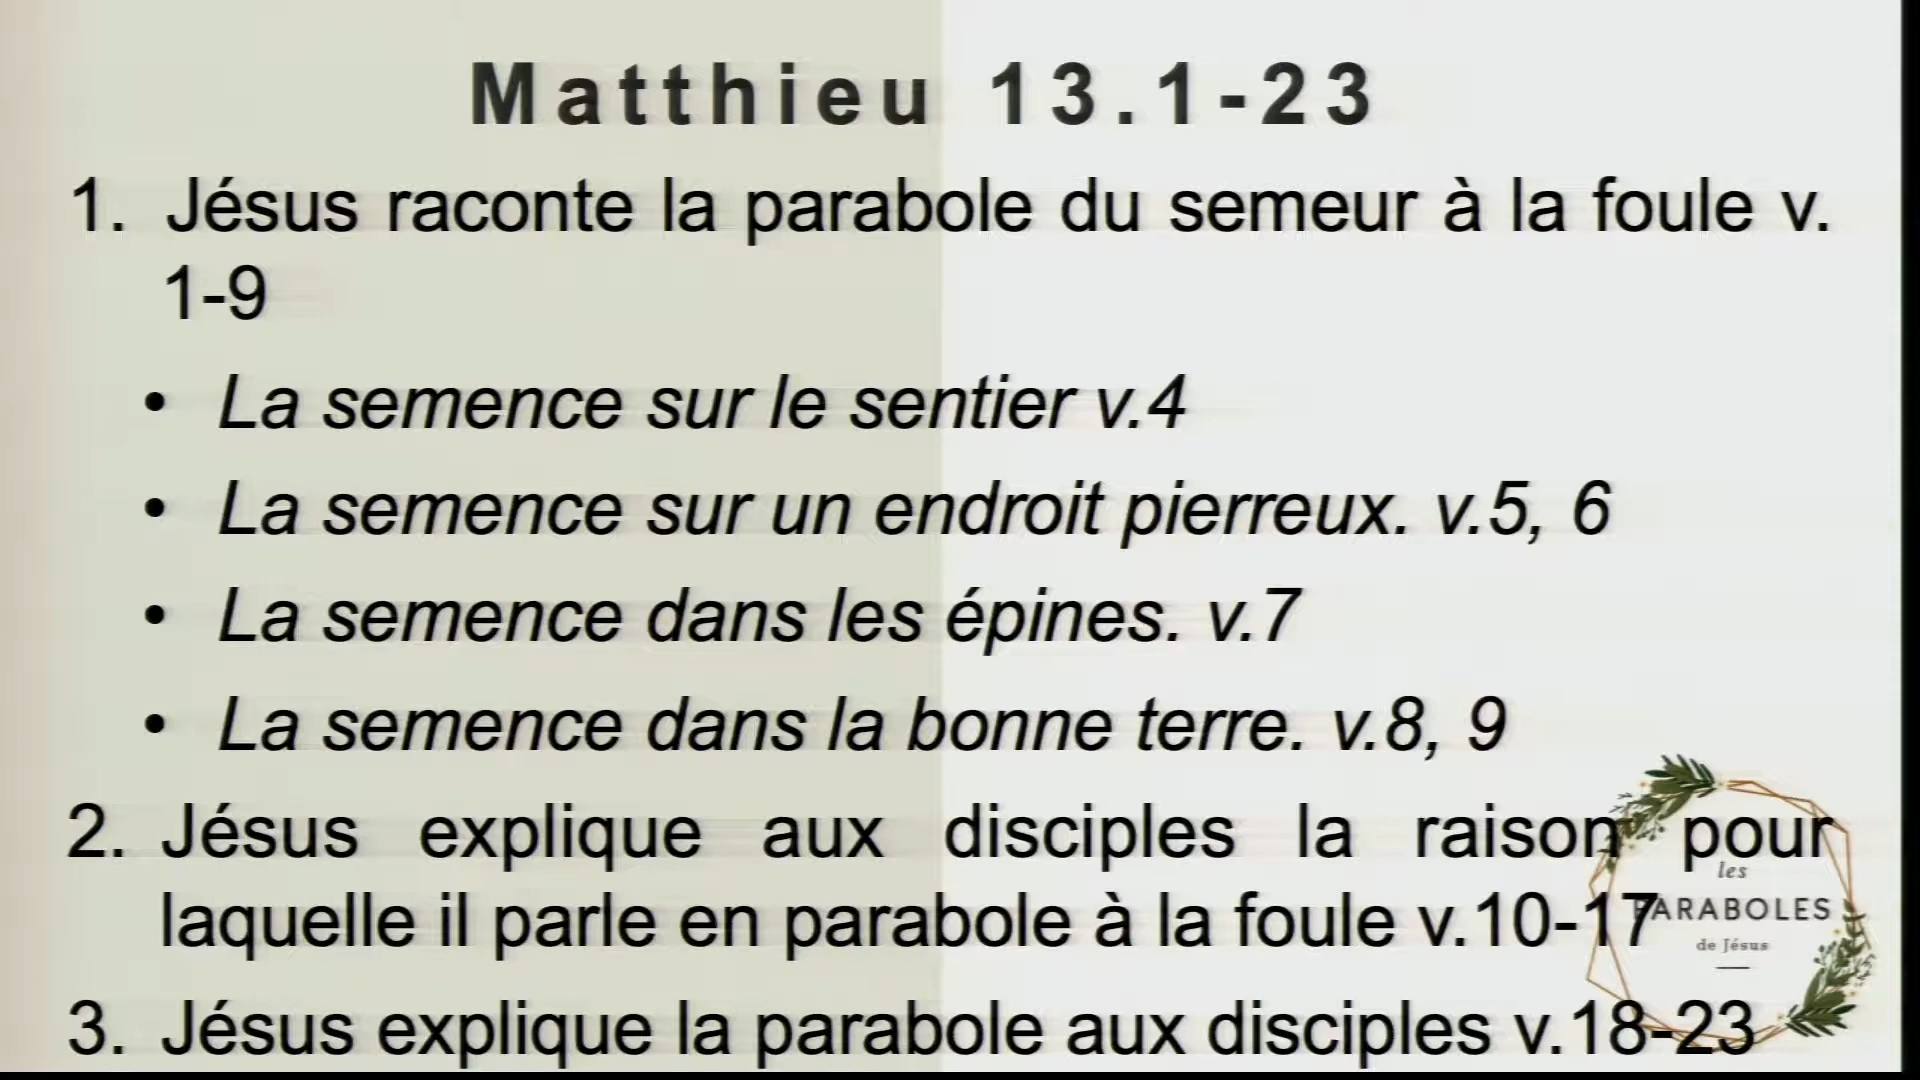 Matthieu 13.1-23
1. Jésus raconte la parabole du semeur à la foule v.
1-9
• La semence sur le sentier v.4
• La semence sur un endroit pierreux. v.5, 6
• La semence dans les épines. v.7
• La semence dans la bonne terre. v.8, 9
2. Jésus explique aux disciples la raison pour
laquelle il parle en parabole à la foule v.10-17
3. Jésus explique la parabole aux disciples v.18-23
les
PARABOLES
de Jésus